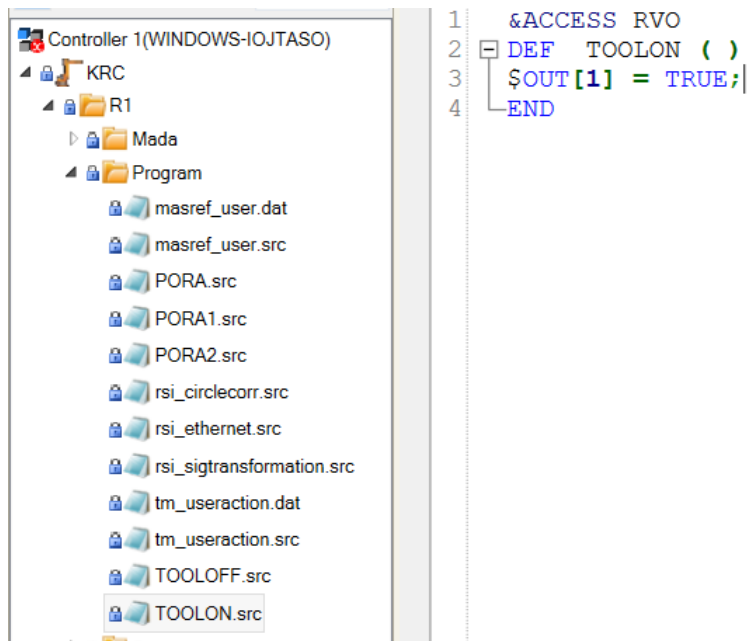 Controller 1(WINDOWS-IOJTASO)
KRC
R1
Mada
Program
masref_user.dat
masref_user.src
PORA.src
PORA1.src
PORA2.src
rsi_circlecorr.src
rsi_ethernet.src
rsi_sigtransformation.src
tm_useraction.dat
tm_useraction.src
TOOLOFF.src
TOOLON.src
1 &ACCESS RVO
2 DEF TOOLON ( )
3 $OUT[1] = TRUE;
4 END